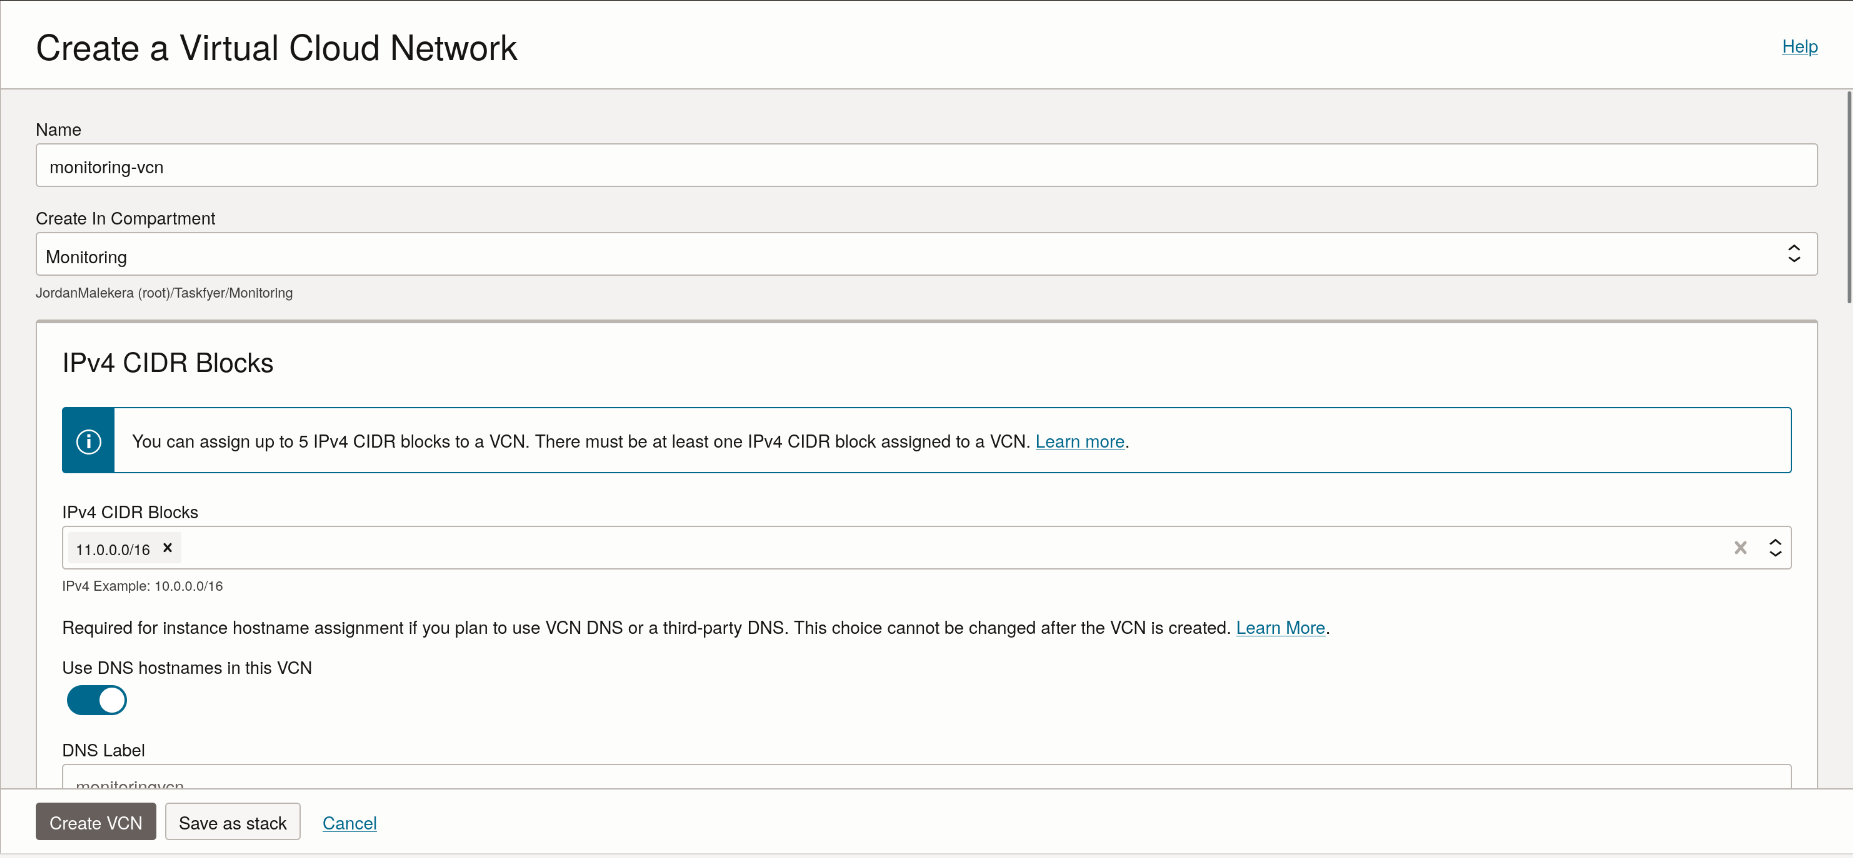 Create a Virtual Cloud Network
Help
Name
monitoring-vcn
Create In Compartment
Monitoring
JordanMalekera (root)/Taskfyer/Monitoring
IPv4 CIDR Blocks
You can assign up to 5 IPv4 CIDR blocks to a VCN. There must be at least one IPv4 CIDR block assigned to a VCN. Learn more.
IPv4 CIDR Blocks
11.0.0.0/16
IPv4 Example: 10.0.0.0/16
Required for instance hostname assignment if you plan to use VCN DNS or a third-party DNS. This choice cannot be changed after the VCN is created. Learn More.
Use DNS hostnames in this VCN
DNS Label
monitoringvcn
Create VCN
Save as stack
Cancel